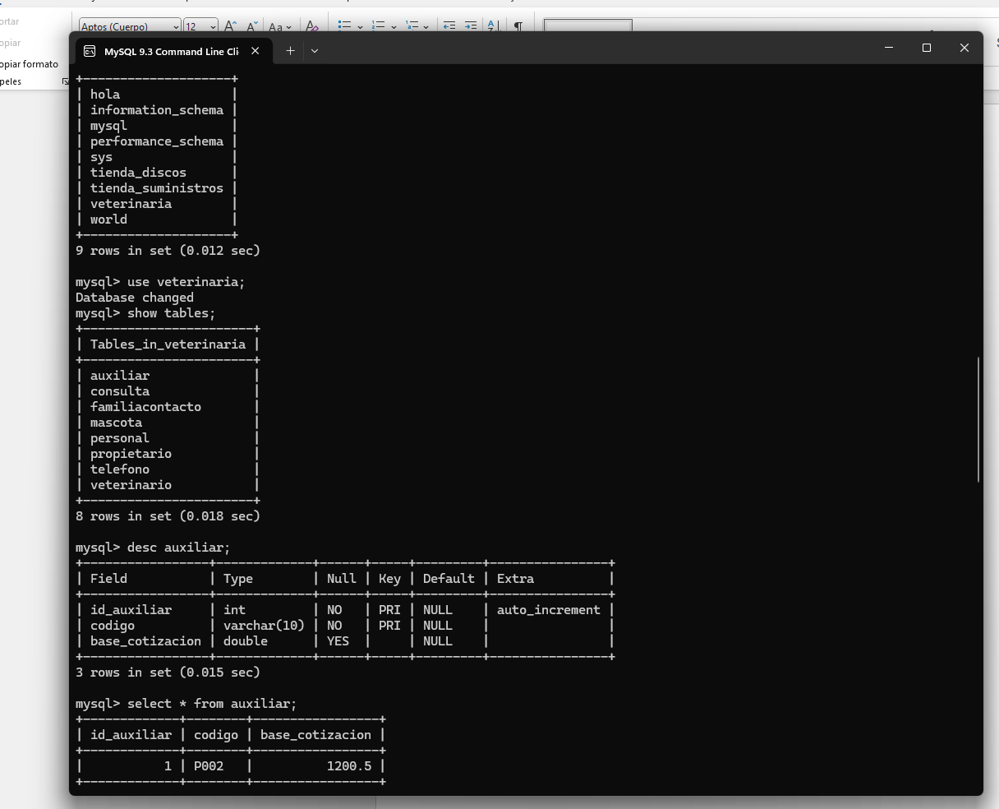 ortar
Aptos (Cuerpo) 12 A A Aa A
opiar
opiar formato
peles
MySQL 9.3 Command Line Cli
+--------------------+
| hola               |
| information_schema |
| mysql              |
| performance_schema |
| sys                |
| tienda_discos      |
| tienda_suministros |
| veterinaria        |
| world              |
+--------------------+
9 rows in set (0.012 sec)
mysql> use veterinaria;
Database changed
mysql> show tables;
+-----------------------+
| Tables_in_veterinaria |
+-----------------------+
| auxiliar              |
| consulta              |
| familiacontacto       |
| mascota               |
| personal              |
| propietario           |
| telefono              |
| veterinario           |
+-----------------------+
8 rows in set (0.018 sec)
mysql> desc auxiliar;
+-----------------+-------------+------+-----+---------+----------------+
| Field           | Type        | Null | Key | Default | Extra          |
+-----------------+-------------+------+-----+---------+----------------+
| id_auxiliar     | int         | NO   | PRI | NULL    | auto_increment |
| codigo          | varchar(10) | NO   | PRI | NULL    |                |
| base_cotizacion | double      | YES  |     | NULL    |                |
+-----------------+-------------+------+-----+---------+----------------+
3 rows in set (0.015 sec)
mysql> select * from auxiliar;
+-------------+--------+-----------------+
| id_auxiliar | codigo | base_cotizacion |
+-------------+--------+-----------------+
|           1 | P002   |          1200.5 |
+-------------+--------+-----------------+